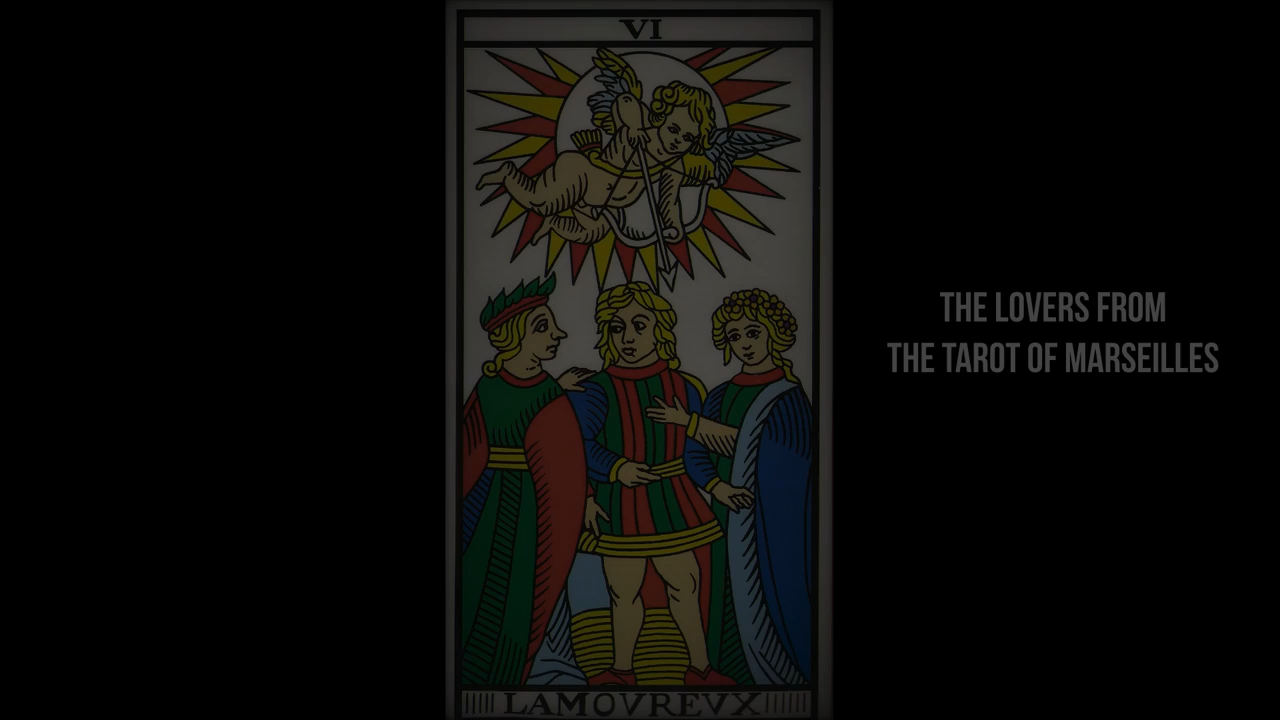 VI
THE LOVERS FROM
THE TAROT OF MARSEILLES
LAMOVREVX